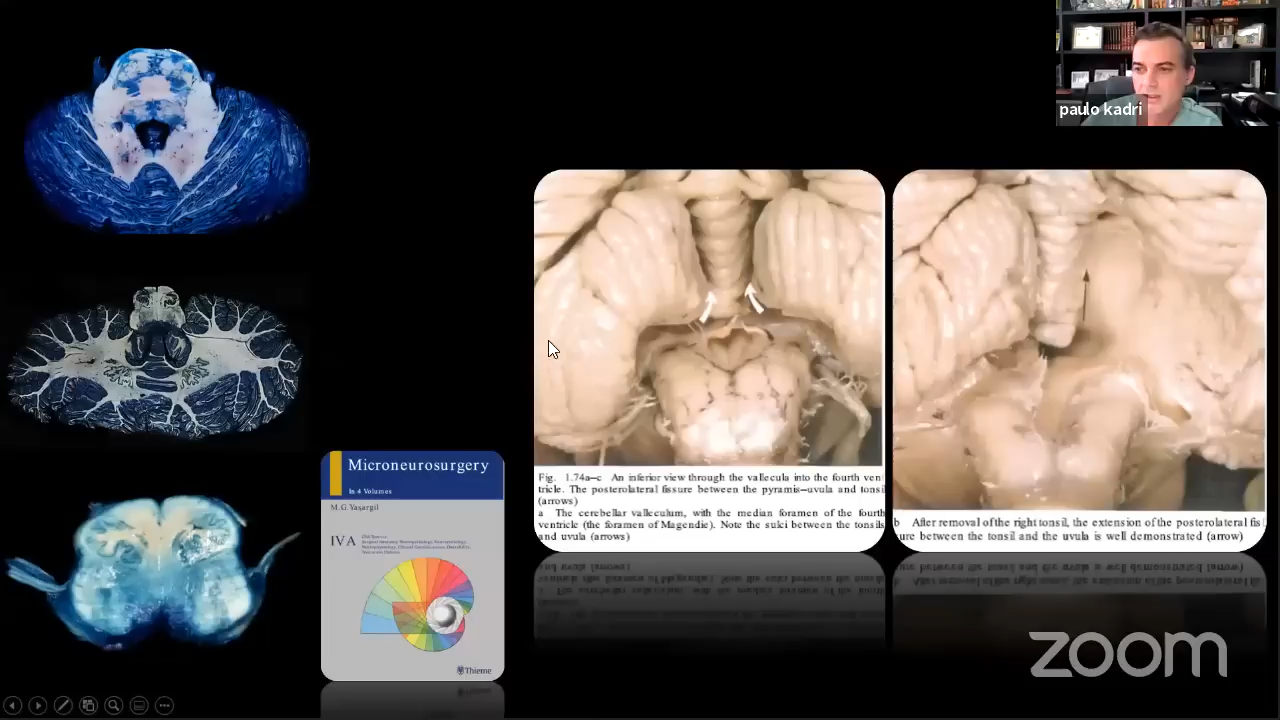 paulo kadri
Microneurosurgery
In 4 Volumes
M.G. Yaşargil
IVA
Thieme
Fig. 1.74a–c An inferior view through the vallecula into the fourth ven
tricle. The posterolateral fissure between the pyramis–uvula and tonsil
(arrows)
a The cerebellar valleculum, with the median foramen of the fourth
ventricle (the foramen of Magendie). Note the sulci between the tonsils
and uvula (arrows)
b After removal of the right tonsil, the extension of the posterolateral fis
ure between the tonsil and the uvula is well demonstrated (arrow)
zoom